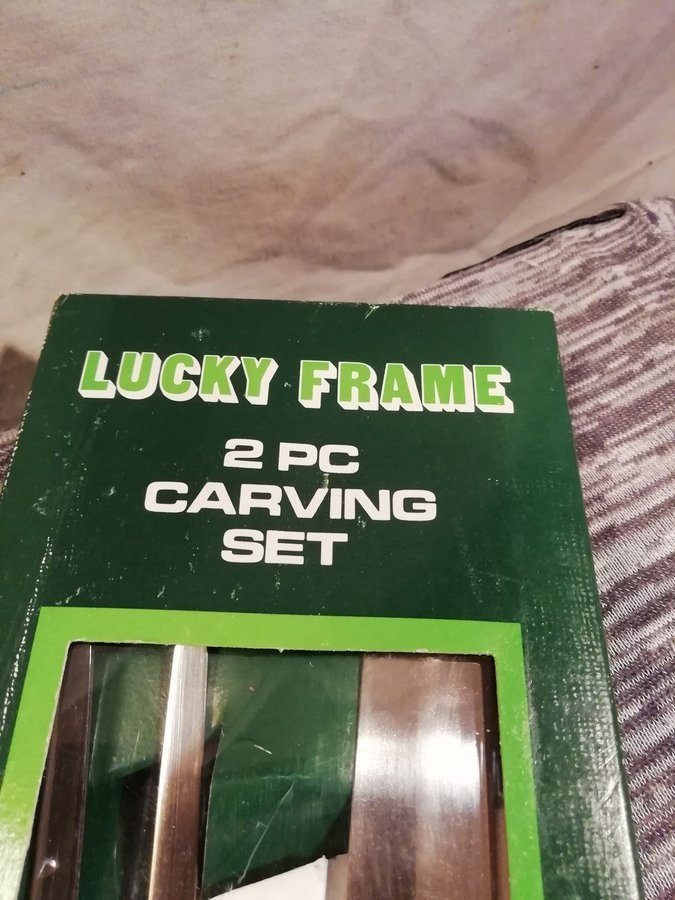 LUCKY FRAME
2 PC
CARVING
SET